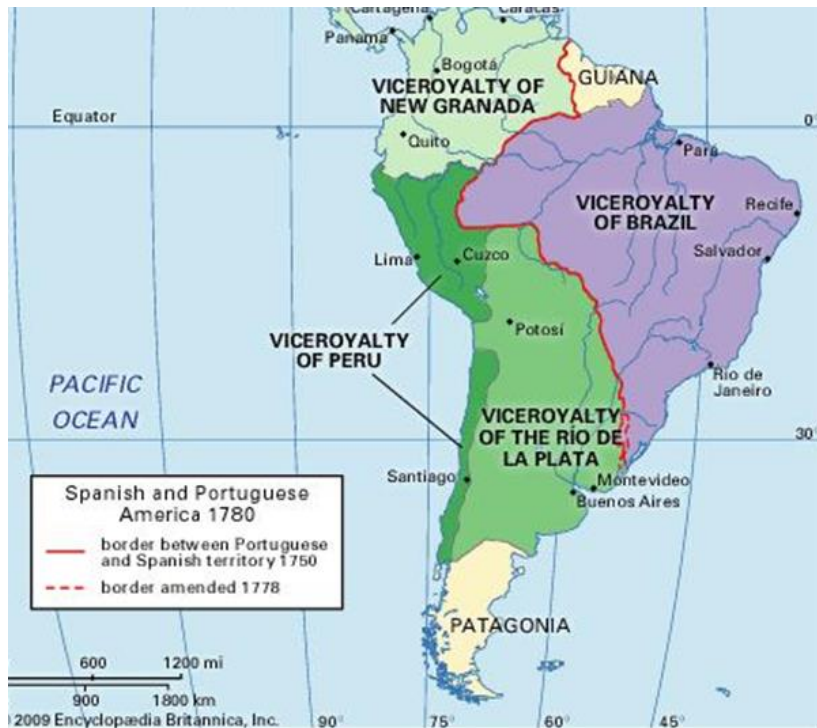 Cartagena
Caracas
Panama
Bogotá
VICEROYALTY OF
NEW GRANADA
GUIANA
Equator
0°
Quito
Pará
VICEROYALTY
OF BRAZIL
Recife
Lima
Cuzco
Salvador
Potosí
VICEROYALTY
OF PERU
Rio de
Janeiro
PACIFIC
OCEAN
VICEROYALTY
OF THE RÍO DE
LA PLATA
30°
Santiago
Montevideo
Buenos Aires
Spanish and Portuguese
America 1780
border between Portuguese
and Spanish territory 1750
border amended 1778
PATAGONIA
600 1200 mi
900 1800 km
2009 Encyclopædia Britannica, Inc.
90° 75° 60° 45°